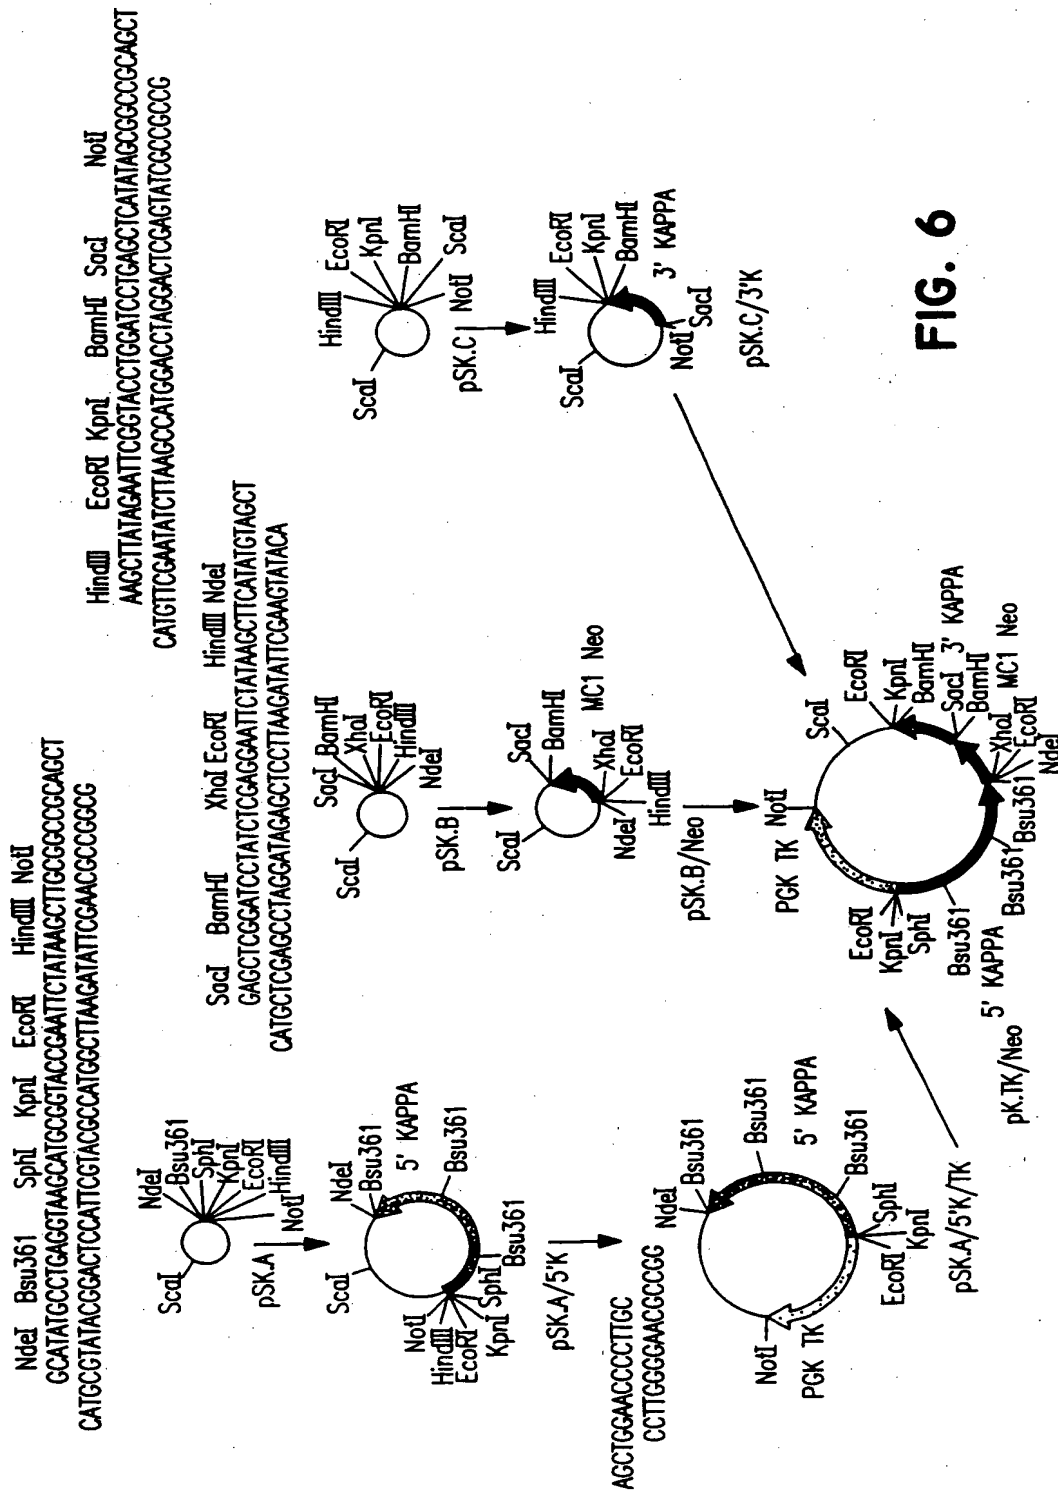 NdeI Bsu361 SphI KpnI EcoRI HindIII NotI
GCATATGCCTGAGGTAAGCATGCGGTACCGAATTCTATAAGCTTGCGGCCGCAGCT
CATGCGTATACGGACTCCATTCGTACGCCATGGCTTAAGATATTCGAACGCCGGCG
SacI BamHI XhaI EcoRI HindIII NdeI
GAGCTCGGATCCTATCTCGAGGAATTCTATAAGCTTCATATGTAGCT
CATGCTCGAGCCTAGGATAGAGCTCCTTAAGATATTCGAAGTATACA
HindIII EcoRI KpnI BamHI SacI NotI
AAGCTTATAGAATTCGGTACCTGGATCCTGAGCTCATATAGCGGCCGCAGCT
CATGTTCGAATATCTTAAGCCATGGACCTAGGACTCGAGTATCGCCGCCG
ScaI
NdeI
Bsu361
SphI
KpnI
EcoRI
HindIII
NotI
pSK.A
ScaI
NdeI
Bsu361
5' KAPPA
Bsu361
Bsu361
SphI
KpnI
EcoRI
HindIII
NotI
pSK.A/5'K
AGCTGGAACCCCTTGC
CCTTGGGGAACGCCGG
NdeI
Bsu361
Bsu361
5' KAPPA
Bsu361
SphI
KpnI
EcoRI
PGK TK
NotI
pSK.A/5'K/TK
ScaI
SacI
BamHI
XhaI
EcoRI
HindIII
NdeI
pSK.B
ScaI
SacI
BamHI
MC1 Neo
XhaI
EcoRI
HindIII
NdeI
pSK.B/Neo
ScaI
HindIII
EcoRI
KpnI
BamHI
ScaI
NotI
pSK.C
ScaI
HindIII
EcoRI
KpnI
BamHI
3' KAPPA
SacI
NotI
pSK.C/3'K
PGK TK
NotI
ScaI
EcoRI
KpnI
BamHI
SacI 3' KAPPA
BamHI
MC1 Neo
XhaI
EcoRI
NdeI
Bsu361
Bsu361
Bsu361
5' KAPPA
SphI
KpnI
EcoRI
pK.TK/Neo
FIG. 6